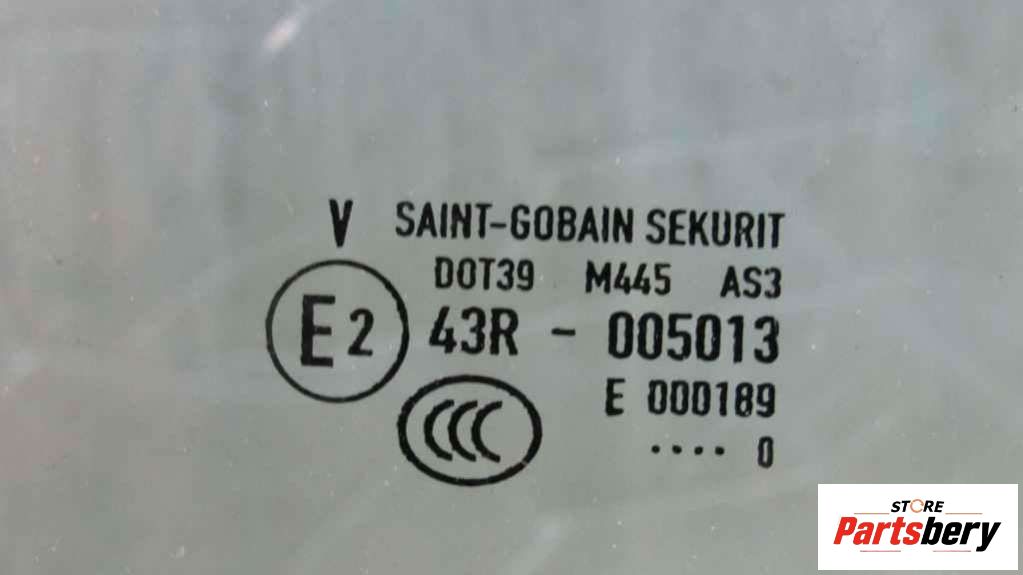 V SAINT-GOBAIN SEKURIT
DOT39 M445 AS3
E2 43R - 005013
CCC E 000189
.... 0
STORE
Partsbery